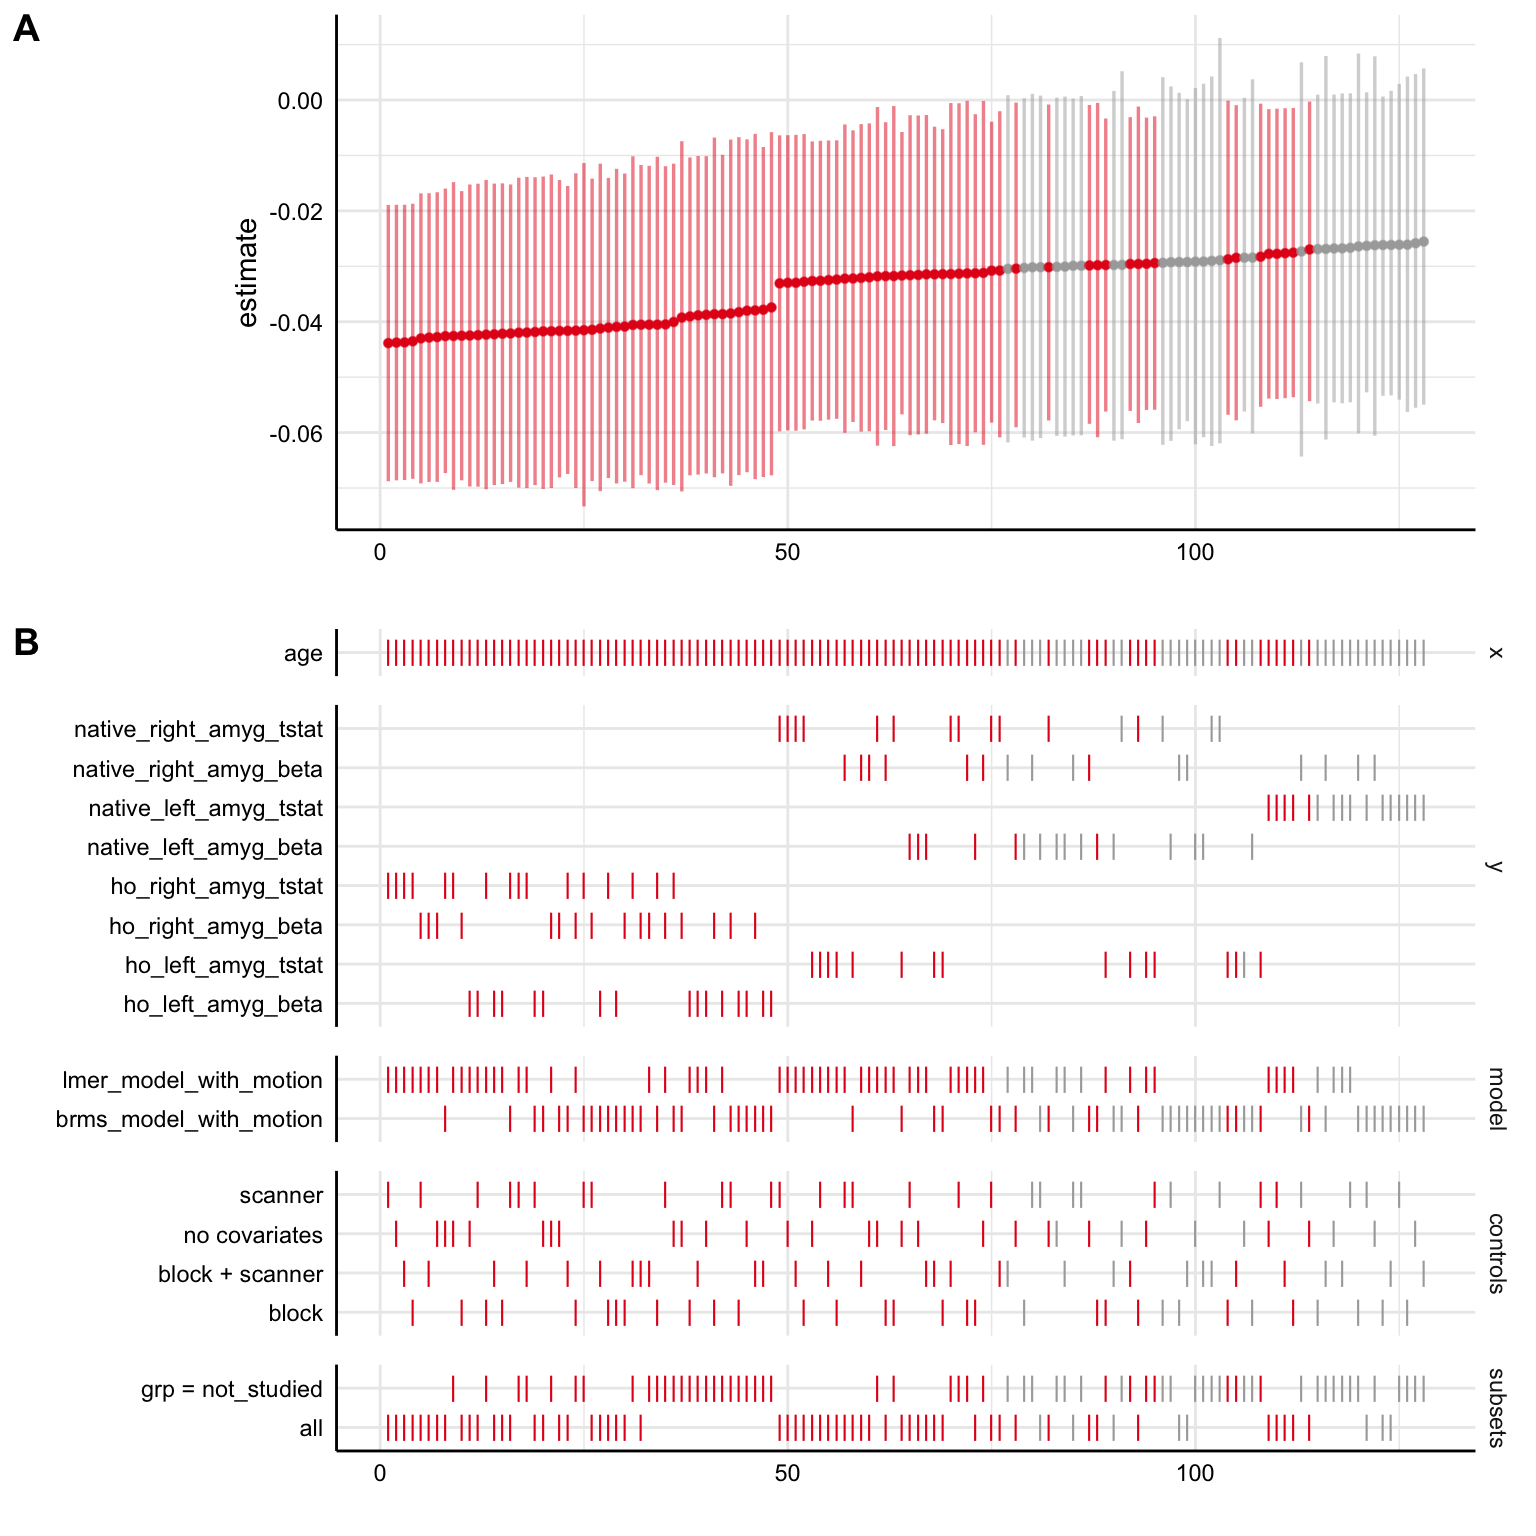 A
0.00
-0.02
-0.04
-0.06
estimate
0 50 100
B
age
x
native_right_amyg_tstat
native_right_amyg_beta
native_left_amyg_tstat
native_left_amyg_beta
ho_right_amyg_tstat
ho_right_amyg_beta
ho_left_amyg_tstat
ho_left_amyg_beta
y
lmer_model_with_motion
brms_model_with_motion
model
scanner
no covariates
block + scanner
block
controls
grp = not_studied
all
subsets
0 50 100